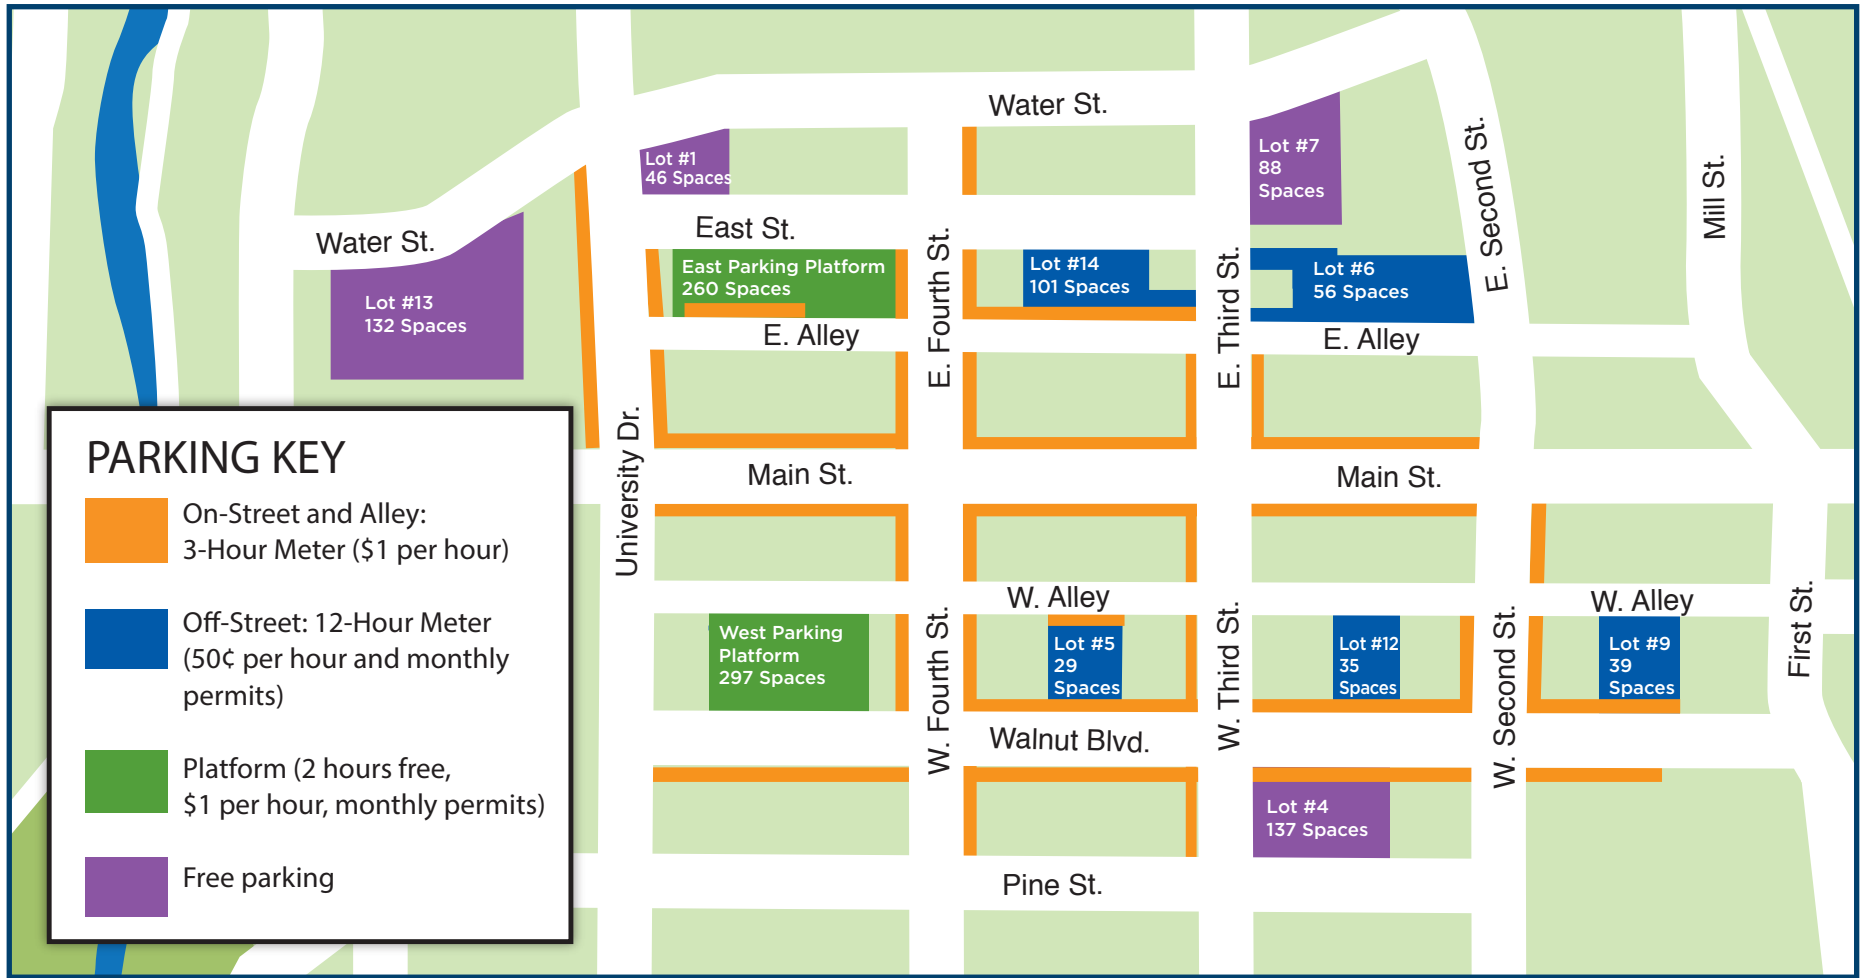 Water St.
Lot #7
88
Spaces
Lot #1
46 Spaces
E. Second St.
Mill St.
Water St.
East St.
East Parking Platform
260 Spaces
E. Fourth St.
Lot #14
101 Spaces
E. Third St.
Lot #6
56 Spaces
Lot #13
132 Spaces
E. Alley
E. Alley
University Dr.
Main St.
Main St.
PARKING KEY
On-Street and Alley:
3-Hour Meter ($1 per hour)
Off-Street: 12-Hour Meter
(50¢ per hour and monthly
permits)
Platform (2 hours free,
$1 per hour, monthly permits)
Free parking
W. Alley
W. Alley
West Parking
Platform
297 Spaces
W. Fourth St.
Lot #5
29
Spaces
W. Third St.
Lot #12
35
Spaces
W. Second St.
Lot #9
39
Spaces
First St.
Walnut Blvd.
Lot #4
137 Spaces
Pine St.